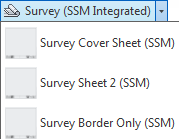 Survey (SSM Integrated)
Survey Cover Sheet (SSM)
Survey Sheet 2 (SSM)
Survey Border Only (SSM)